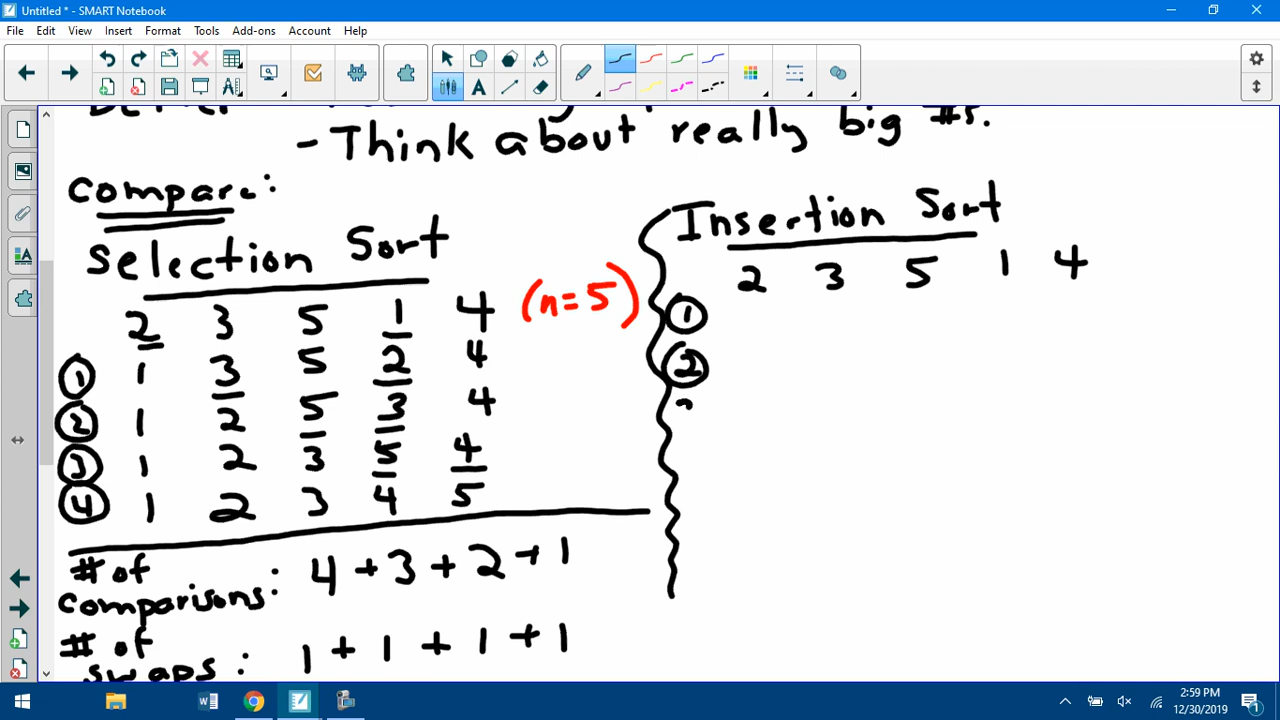 Untitled * - SMART Notebook
File Edit View Insert Format Tools Add-ons Account Help
- Think about really big #s.
Compare:
Selection Sort
2 3 5 1 4 (n=5)
① 1 3 5 2 4
② 1 2 5 3 4
③ 1 2 3 5 4
④ 1 2 3 4 5
# of comparisons: 4 + 3 + 2 + 1
# of swaps: 1 + 1 + 1 + 1
Insertion Sort
2 3 5 1 4
①
②
2:59 PM
12/30/2019